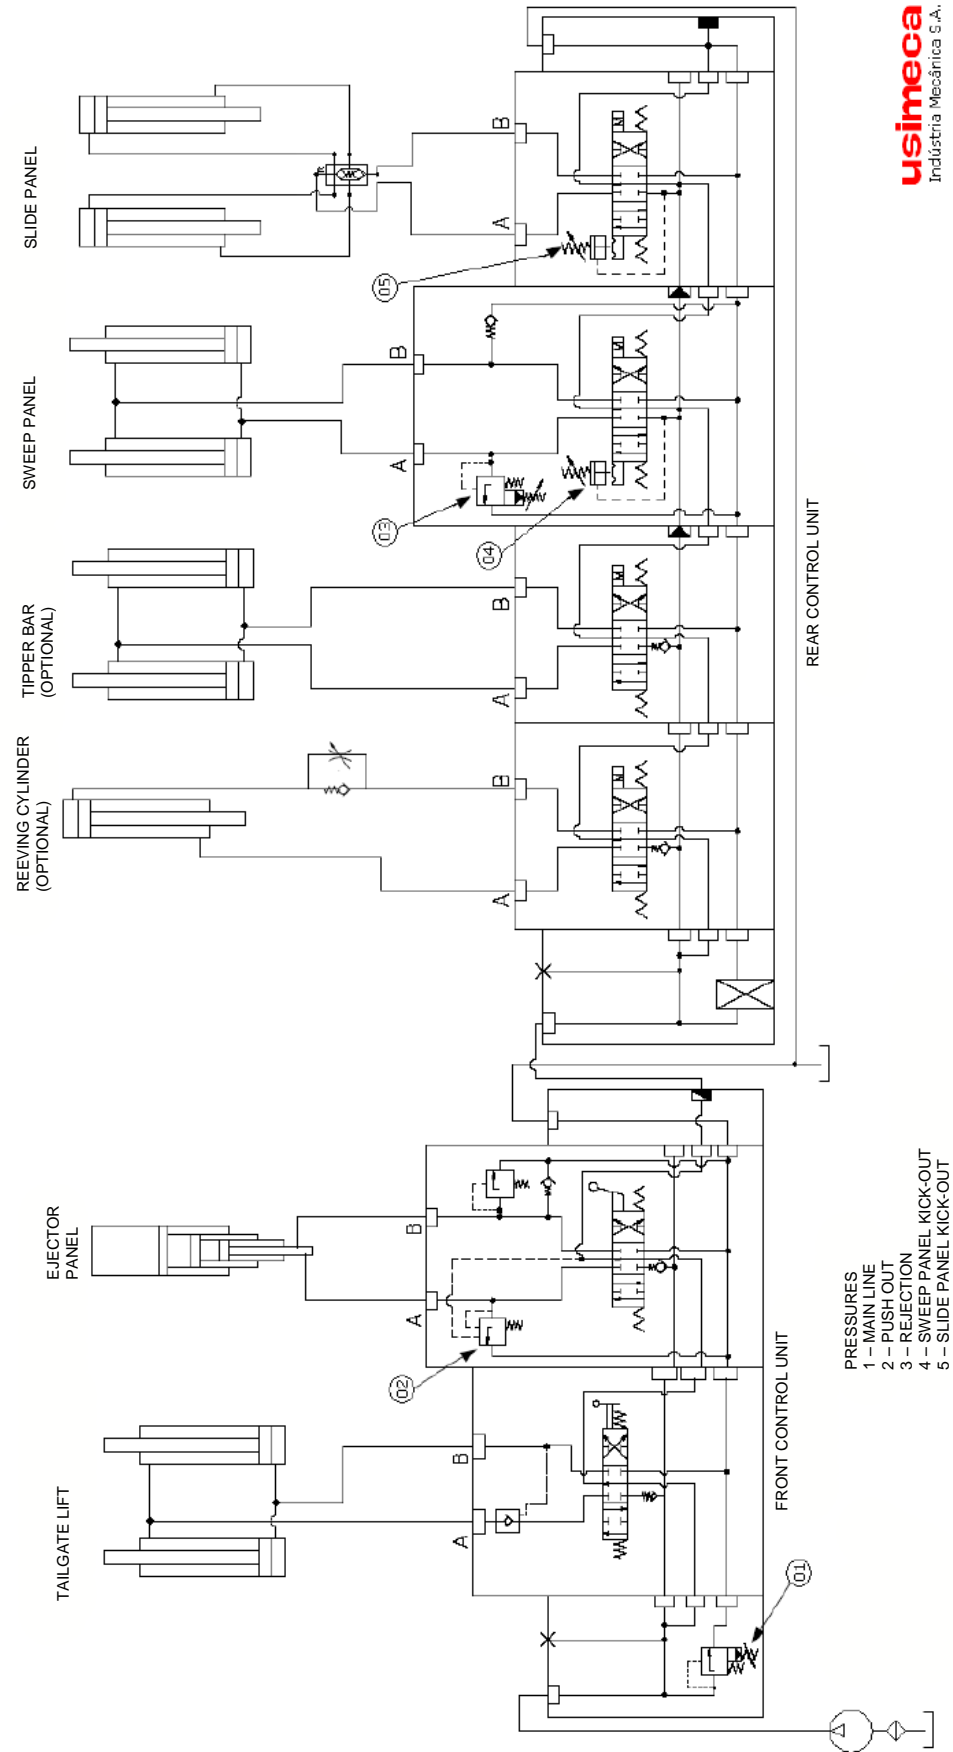 usimeca
Indústria Mecânica S.A.
TAILGATE LIFT
EJECTOR
PANEL
REEVING CYLINDER
(OPTIONAL)
TIPPER BAR
(OPTIONAL)
SWEEP PANEL
SLIDE PANEL
A
B
A
B
A
B
A
B
A
B
A
B
01
02
03
04
05
FRONT CONTROL UNIT
REAR CONTROL UNIT
PRESSURES
1 – MAIN LINE
2 – PUSH OUT
3 – REJECTION
4 – SWEEP PANEL KICK-OUT
5 – SLIDE PANEL KICK-OUT